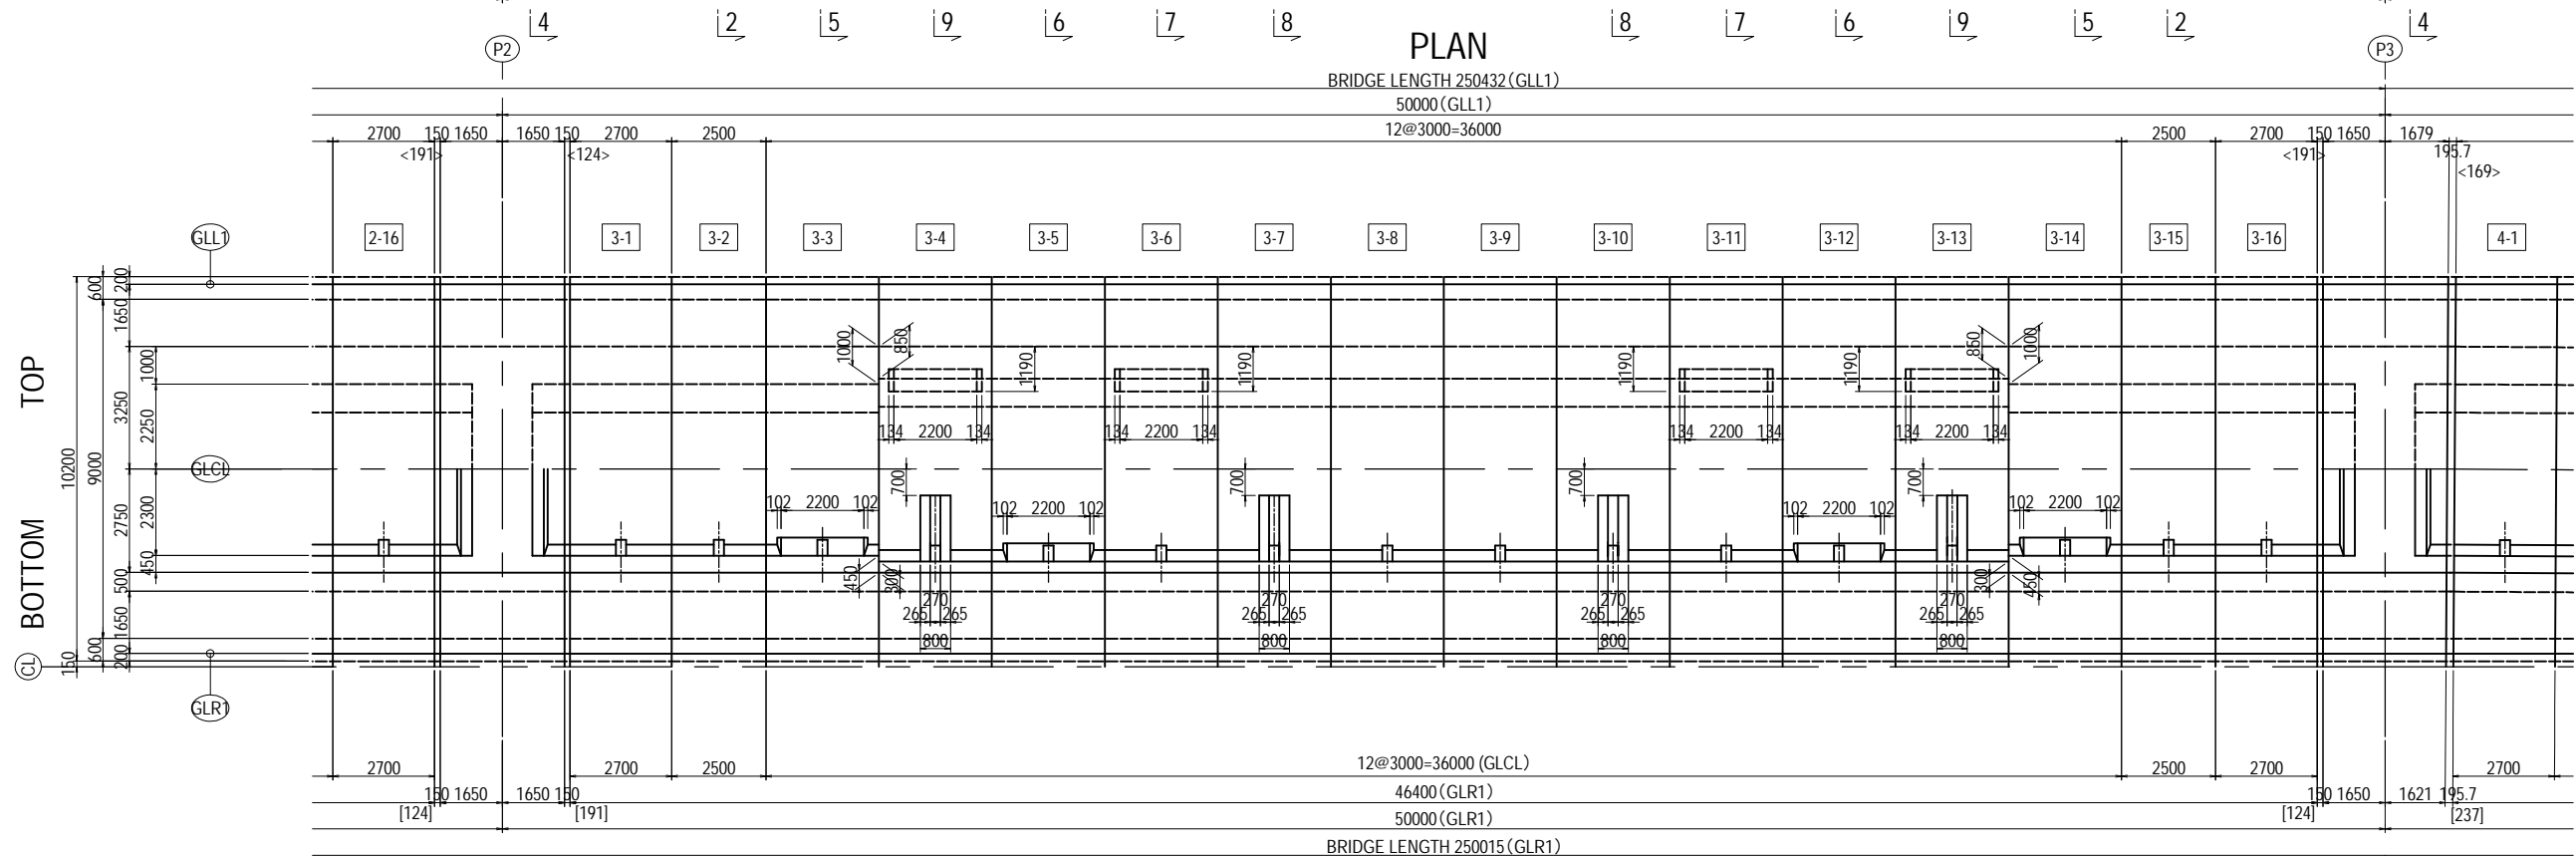 4 2 5 9 6 7 8 8 7 6 9 5 2 4
P2 PLAN P3
BRIDGE LENGTH 250432(GLL1)
50000(GLL1)
2700 150 1650 1650 150 2700 2500 12@3000=36000 2500 2700 150 1650 1679
<191> <124> <191> 195.7
<169>
GLL1 2-16 3-1 3-2 3-3 3-4 3-5 3-6 3-7 3-8 3-9 3-10 3-11 3-12 3-13 3-14 3-15 3-16 4-1
600 200
1650
1000 850 1190 1190 1190 1190 850 1000
TOP 1000
3250 2250
134 2200 134 134 2200 134 134 2200 134 134 2200 134
10200 9000 GLCL
700 700 700 700
2750 2300 102 2200 102 102 2200 102 102 2200 102 102 2200 102
BOTTOM 450
500 450 300 300 450
270 270 270 270
1650 265 265 265 265 265 265 265 265
600 800 800 800 800
CL 150 200
GLR1
2700 2700 2500 12@3000=36000 (GLCL) 2500 2700 2700
150 1650 1650 150 46400(GLR1) 150 1650 1621 195.7
[124] [191] [124] [237]
50000(GLR1)
BRIDGE LENGTH 250015(GLR1)